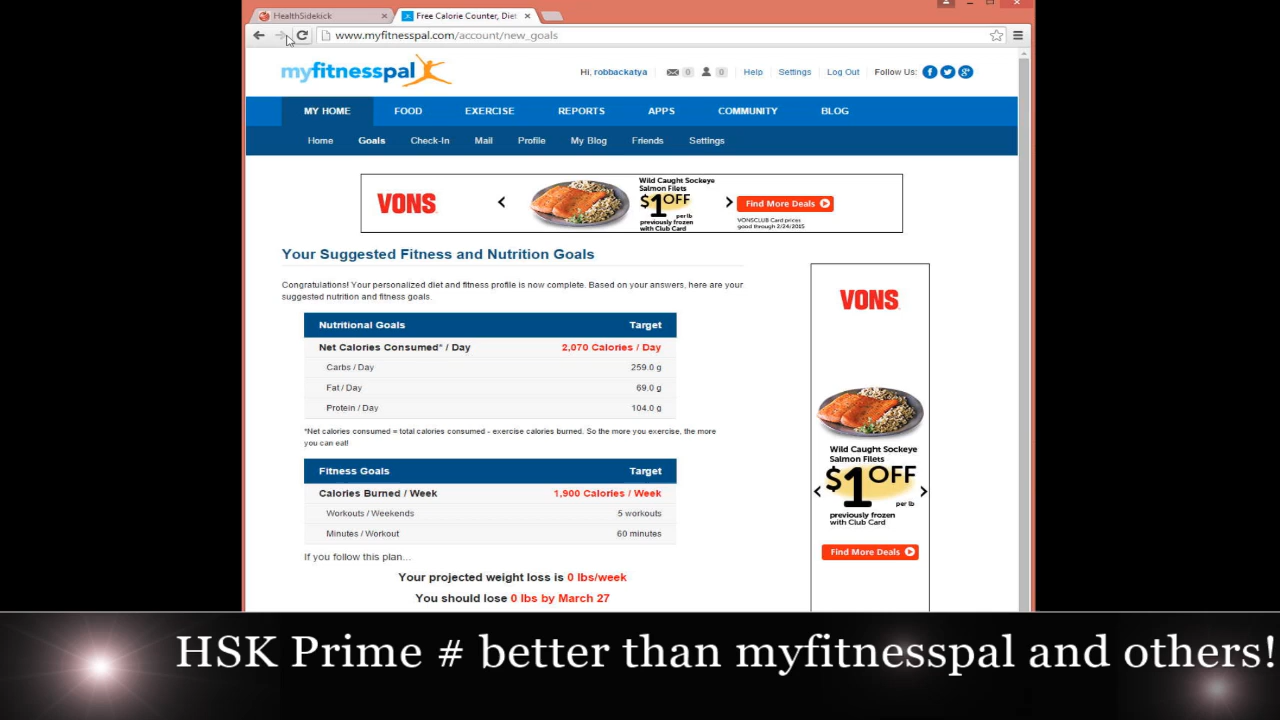 HealthSidekick
Free Calorie Counter, Diet
www.myfitnesspal.com/account/new_goals
myfitnesspal
Hi, robbackatya 0 0 Help Settings Log Out Follow Us:
MY HOME FOOD EXERCISE REPORTS APPS COMMUNITY BLOG
Home Goals Check-In Mail Profile My Blog Friends Settings
VONS
Wild Caught Sockeye
Salmon Filets
$1 OFF
per lb
previously frozen
with Club Card
Find More Deals
VONSCLUB Card prices
good through 2/24/2015
Your Suggested Fitness and Nutrition Goals
Congratulations! Your personalized diet and fitness profile is now complete. Based on your answers, here are your
suggested nutrition and fitness goals.
Nutritional Goals Target
Net Calories Consumed* / Day 2,070 Calories / Day
Carbs / Day 259.0 g
Fat / Day 69.0 g
Protein / Day 104.0 g
*Net calories consumed = total calories consumed - exercise calories burned. So the more you exercise, the more
you can eat!
Fitness Goals Target
Calories Burned / Week 1,900 Calories / Week
Workouts / Weekends 5 workouts
Minutes / Workout 60 minutes
If you follow this plan...
Your projected weight loss is 0 lbs/week
You should lose 0 lbs by March 27
VONS
Wild Caught Sockeye
Salmon Filets
$1 OFF
per lb
previously frozen
with Club Card
Find More Deals
HSK Prime # better than myfitnesspal and others!